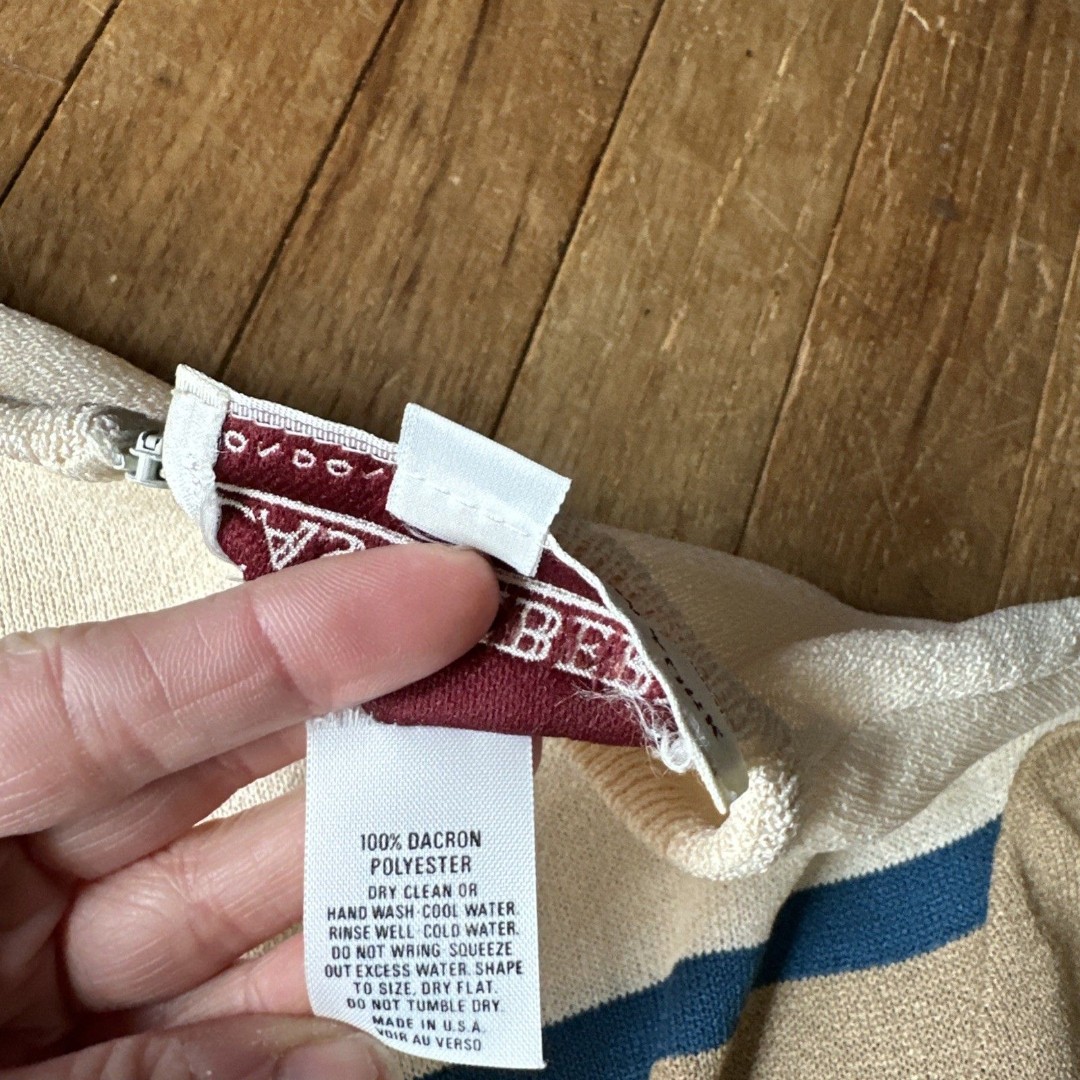 100% DACRON
POLYESTER
DRY CLEAN OR
HAND WASH·COOL WATER.
RINSE WELL·COLD WATER.
DO NOT WRING·SQUEEZE
OUT EXCESS WATER. SHAPE
TO SIZE, DRY FLAT.
DO NOT TUMBLE DRY.
MADE IN U.S.A.
VOIR AU VERSO